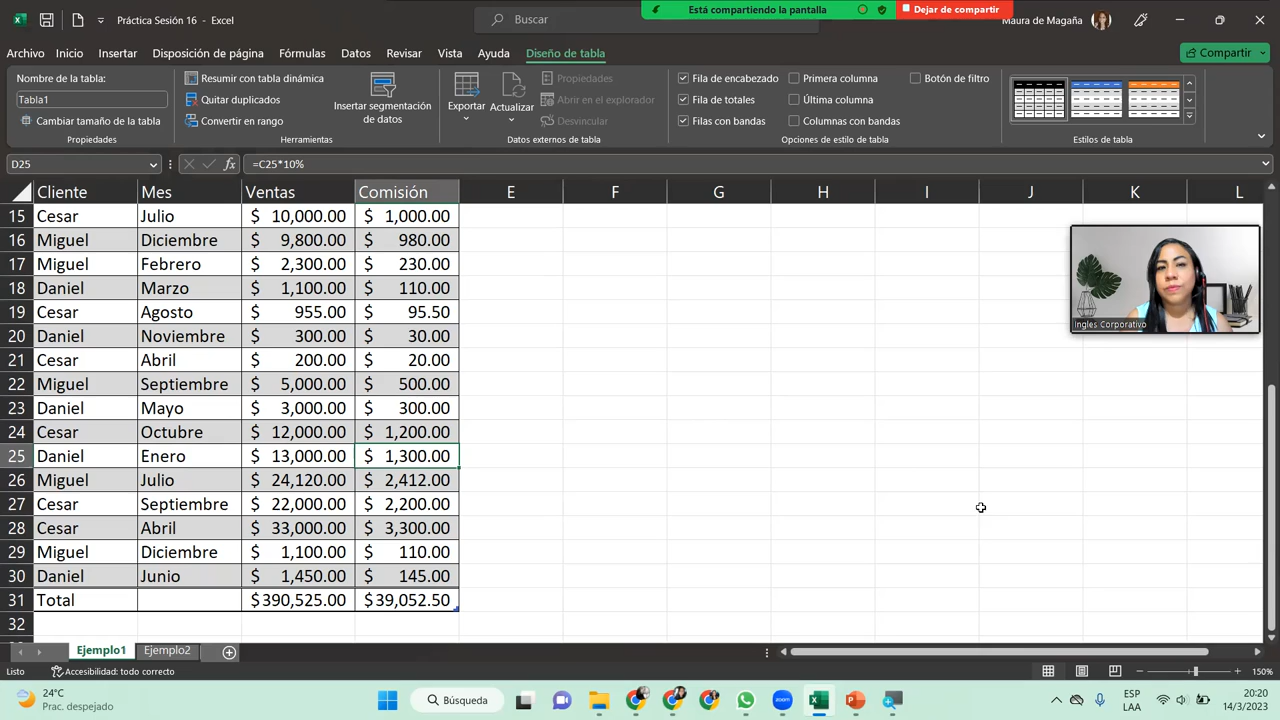 Práctica Sesión 16 - Excel
Buscar
Está compartiendo la pantalla
Dejar de compartir
Maura de Magaña
Archivo Inicio Insertar Disposición de página Fórmulas Datos Revisar Vista Ayuda Diseño de tabla
Compartir
Nombre de la tabla:
Tabla1
Cambiar tamaño de la tabla
Propiedades
Resumir con tabla dinámica
Quitar duplicados
Convertir en rango
Insertar segmentación
de datos
Herramientas
Exportar
Actualizar
Propiedades
Abrir en el explorador
Desvincular
Datos externos de tabla
Fila de encabezado
Fila de totales
Filas con bandas
Primera columna
Última columna
Columnas con bandas
Botón de filtro
Opciones de estilo de tabla
Estilos de tabla
D25
fx
=C25*10%
Cliente Mes Ventas Comisión E F G H I J K L
15 Cesar Julio $ 10,000.00 $ 1,000.00
16 Miguel Diciembre $ 9,800.00 $ 980.00
17 Miguel Febrero $ 2,300.00 $ 230.00
18 Daniel Marzo $ 1,100.00 $ 110.00
19 Cesar Agosto $ 955.00 $ 95.50
20 Daniel Noviembre $ 300.00 $ 30.00
21 Cesar Abril $ 200.00 $ 20.00
22 Miguel Septiembre $ 5,000.00 $ 500.00
23 Daniel Mayo $ 3,000.00 $ 300.00
24 Cesar Octubre $ 12,000.00 $ 1,200.00
25 Daniel Enero $ 13,000.00 $ 1,300.00
26 Miguel Julio $ 24,120.00 $ 2,412.00
27 Cesar Septiembre $ 22,000.00 $ 2,200.00
28 Cesar Abril $ 33,000.00 $ 3,300.00
29 Miguel Diciembre $ 1,100.00 $ 110.00
30 Daniel Junio $ 1,450.00 $ 145.00
31 Total $390,525.00 $39,052.50
32
Ingles Corporativo
Ejemplo1
Ejemplo2
Listo
Accesibilidad: todo correcto
150%
24°C
Prac. despejado
Búsqueda
zoom
ESP
LAA
20:20
14/3/2023